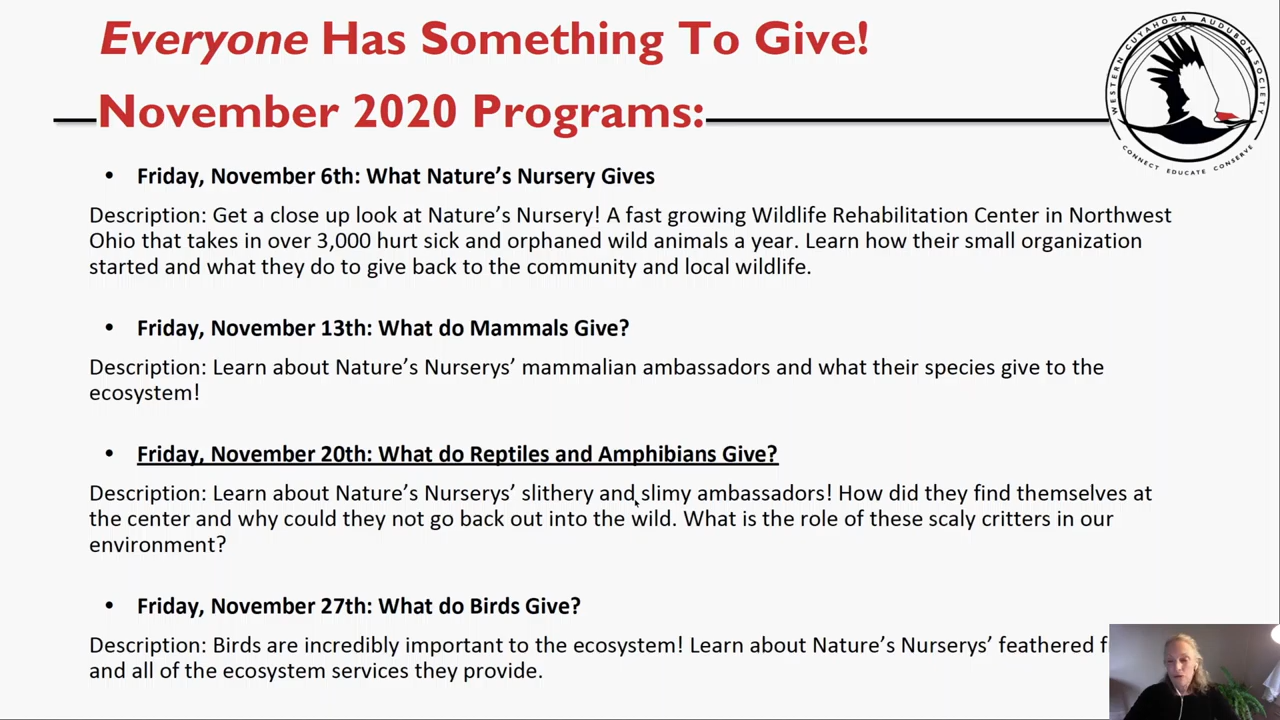 Everyone Has Something To Give!
November 2020 Programs:
WESTERN CUYAHOGA AUDUBON SOCIETY
CONNECT EDUCATE CONSERVE
• Friday, November 6th: What Nature's Nursery Gives
Description: Get a close up look at Nature's Nursery! A fast growing Wildlife Rehabilitation Center in Northwest
Ohio that takes in over 3,000 hurt sick and orphaned wild animals a year. Learn how their small organization
started and what they do to give back to the community and local wildlife.
• Friday, November 13th: What do Mammals Give?
Description: Learn about Nature's Nurserys' mammalian ambassadors and what their species give to the
ecosystem!
• Friday, November 20th: What do Reptiles and Amphibians Give?
Description: Learn about Nature's Nurserys' slithery and slimy ambassadors! How did they find themselves at
the center and why could they not go back out into the wild. What is the role of these scaly critters in our
environment?
• Friday, November 27th: What do Birds Give?
Description: Birds are incredibly important to the ecosystem! Learn about Nature's Nurserys' feathered
and all of the ecosystem services they provide.